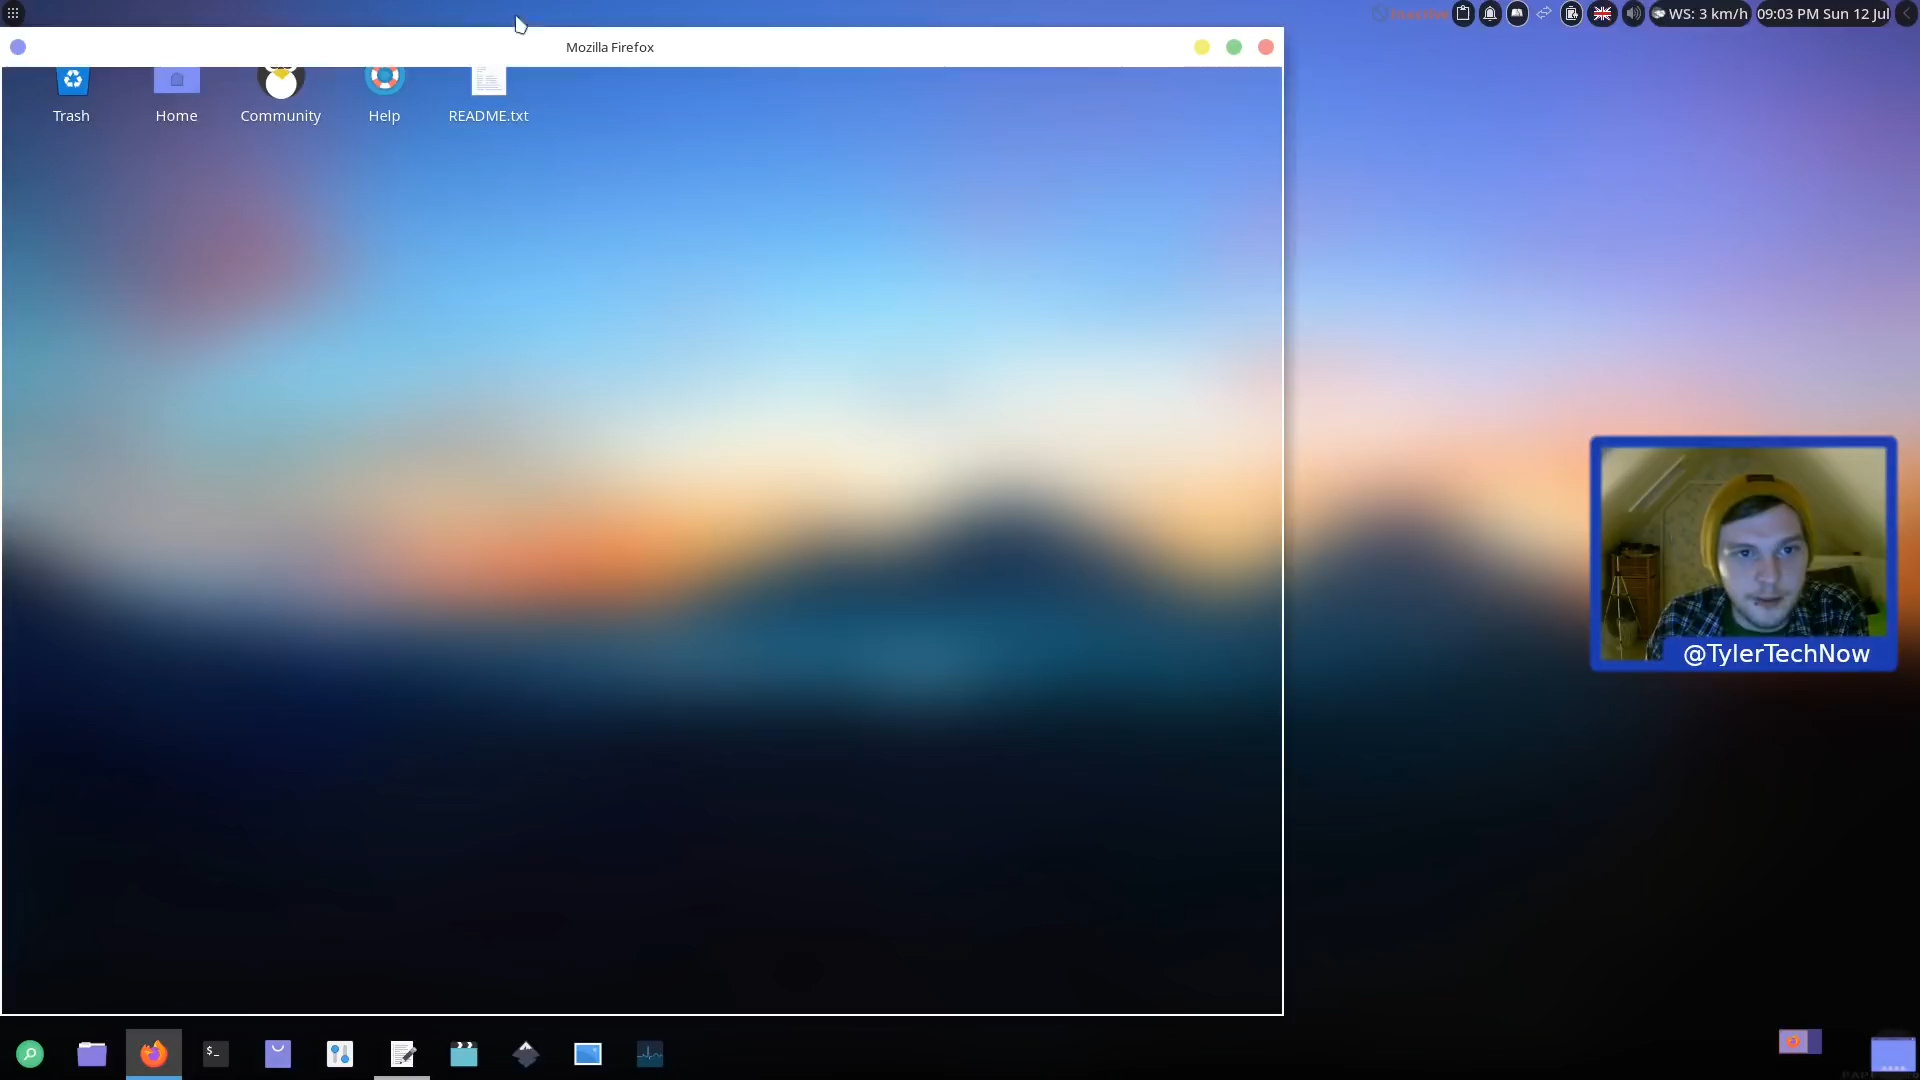 WS: 3 km/h 09:03 PM Sun 12 Jul
Mozilla Firefox
Trash Home Community Help README.txt
@TylerTechNow
$_